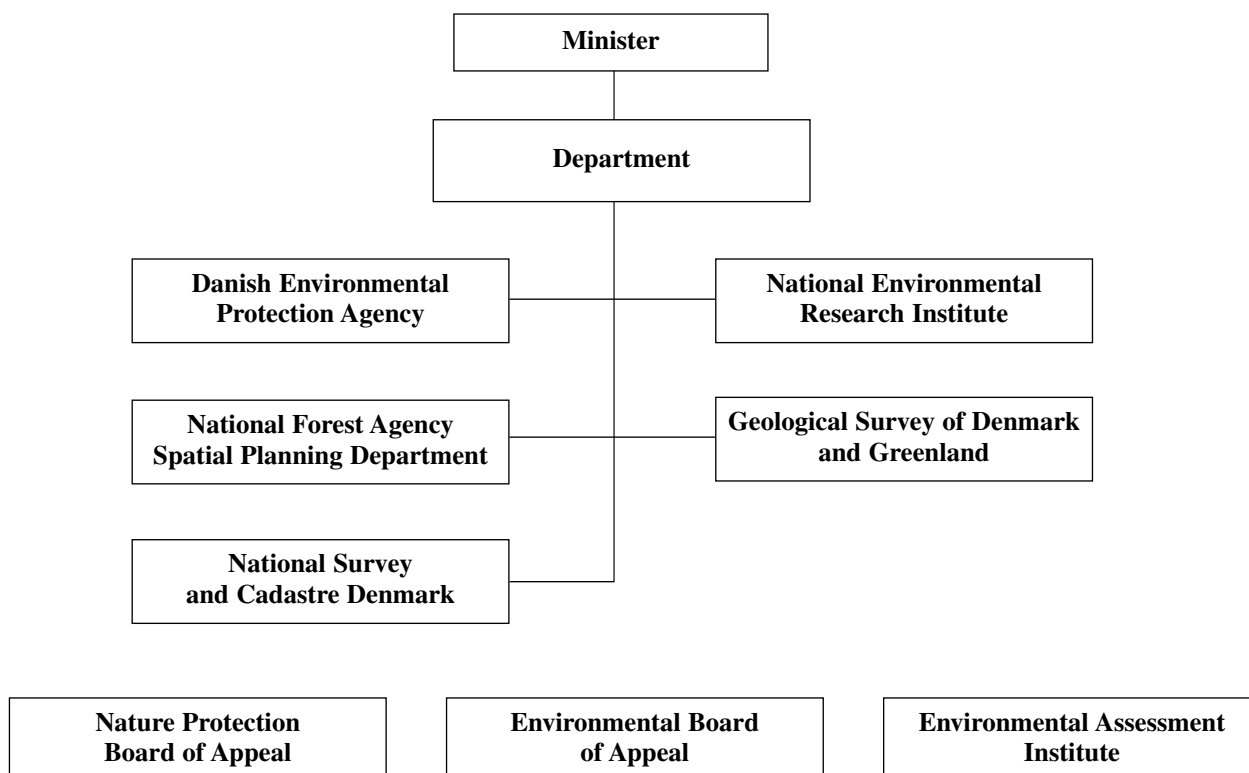 Minister
Department
Danish Environmental
Protection Agency
National Environmental
Research Institute
National Forest Agency
Spatial Planning Department
Geological Survey of Denmark
and Greenland
National Survey
and Cadastre Denmark
Nature Protection
Board of Appeal
Environmental Board
of Appeal
Environmental Assessment
Institute